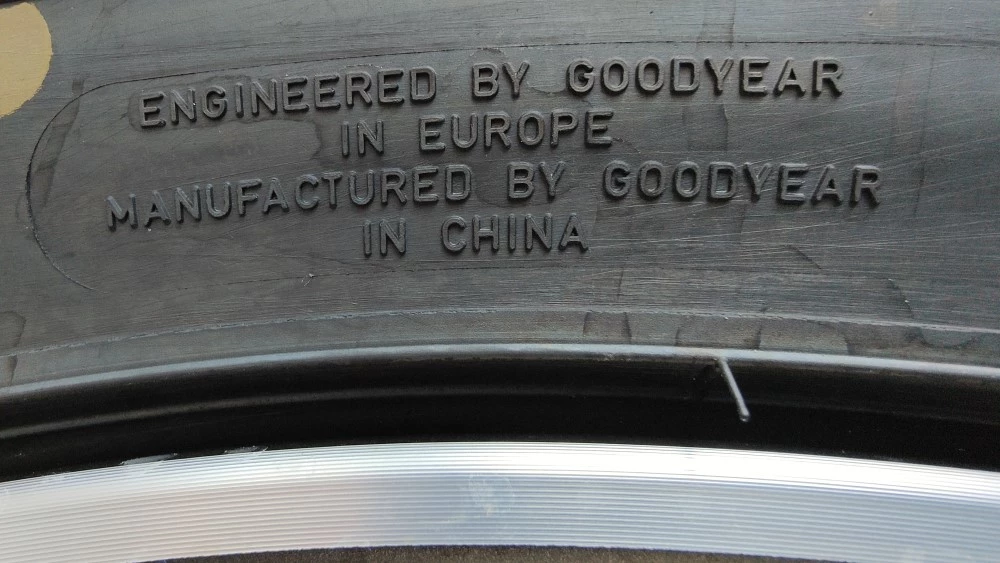 ENGINEERED BY GOODYEAR
IN EUROPE
MANUFACTURED BY GOODYEAR
IN CHINA